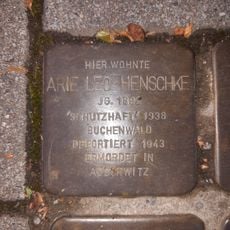 HIER WOHNTE
ARIE LEO HENSCHKE
JG.
SCHUTZHAFT 1938
BUCHENWALD
DEPORTIERT 1943
ERMORDET IN
AUSCHWITZ